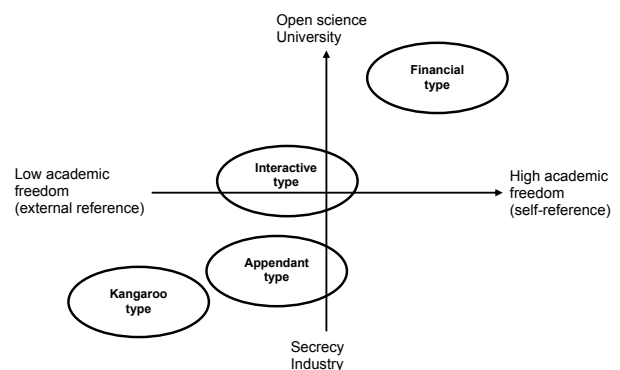 Open science
University
Financial
type
Interactive
type
Low academic
freedom
(external reference)
High academic
freedom
(self-reference)
Appendant
type
Kangaroo
type
Secrecy
Industry